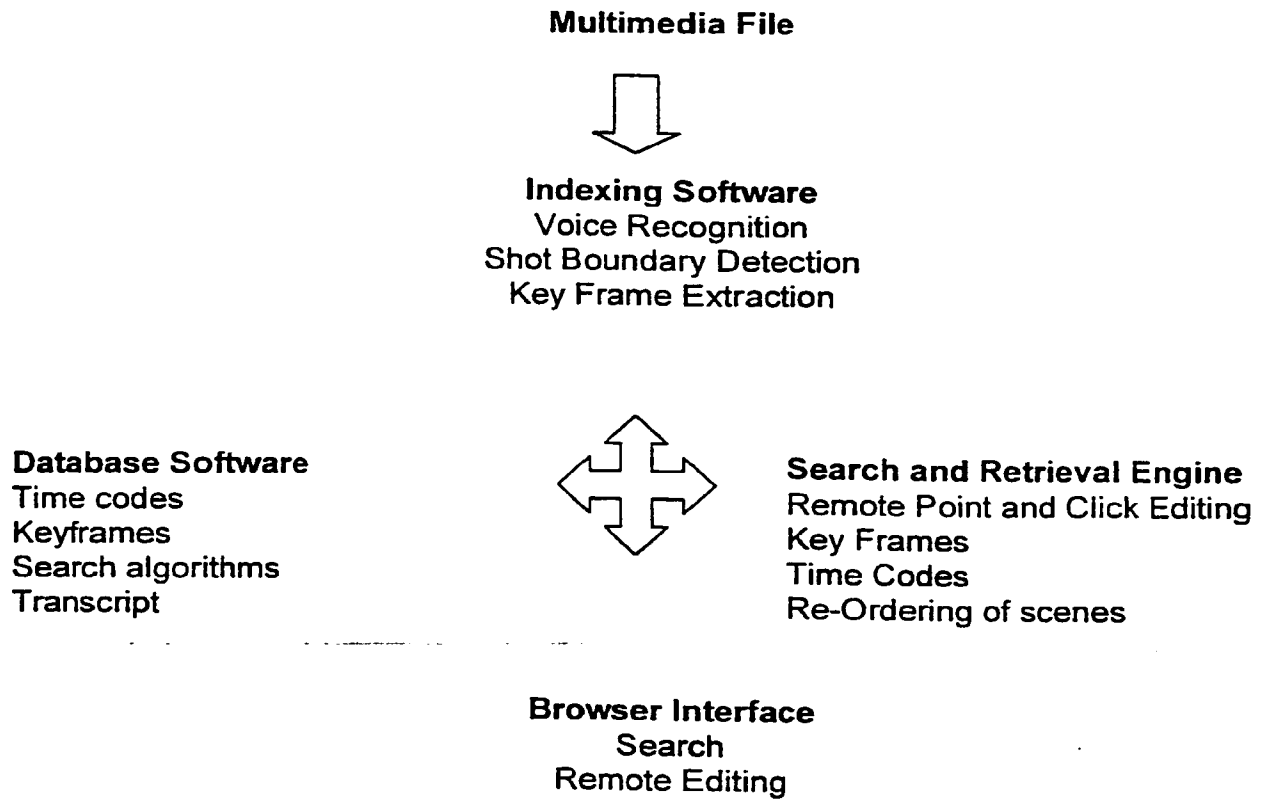 Multimedia File
Indexing Software
Voice Recognition
Shot Boundary Detection
Key Frame Extraction
Database Software
Time codes
Keyframes
Search algorithms
Transcript
Search and Retrieval Engine
Remote Point and Click Editing
Key Frames
Time Codes
Re-Ordering of scenes
Browser Interface
Search
Remote Editing